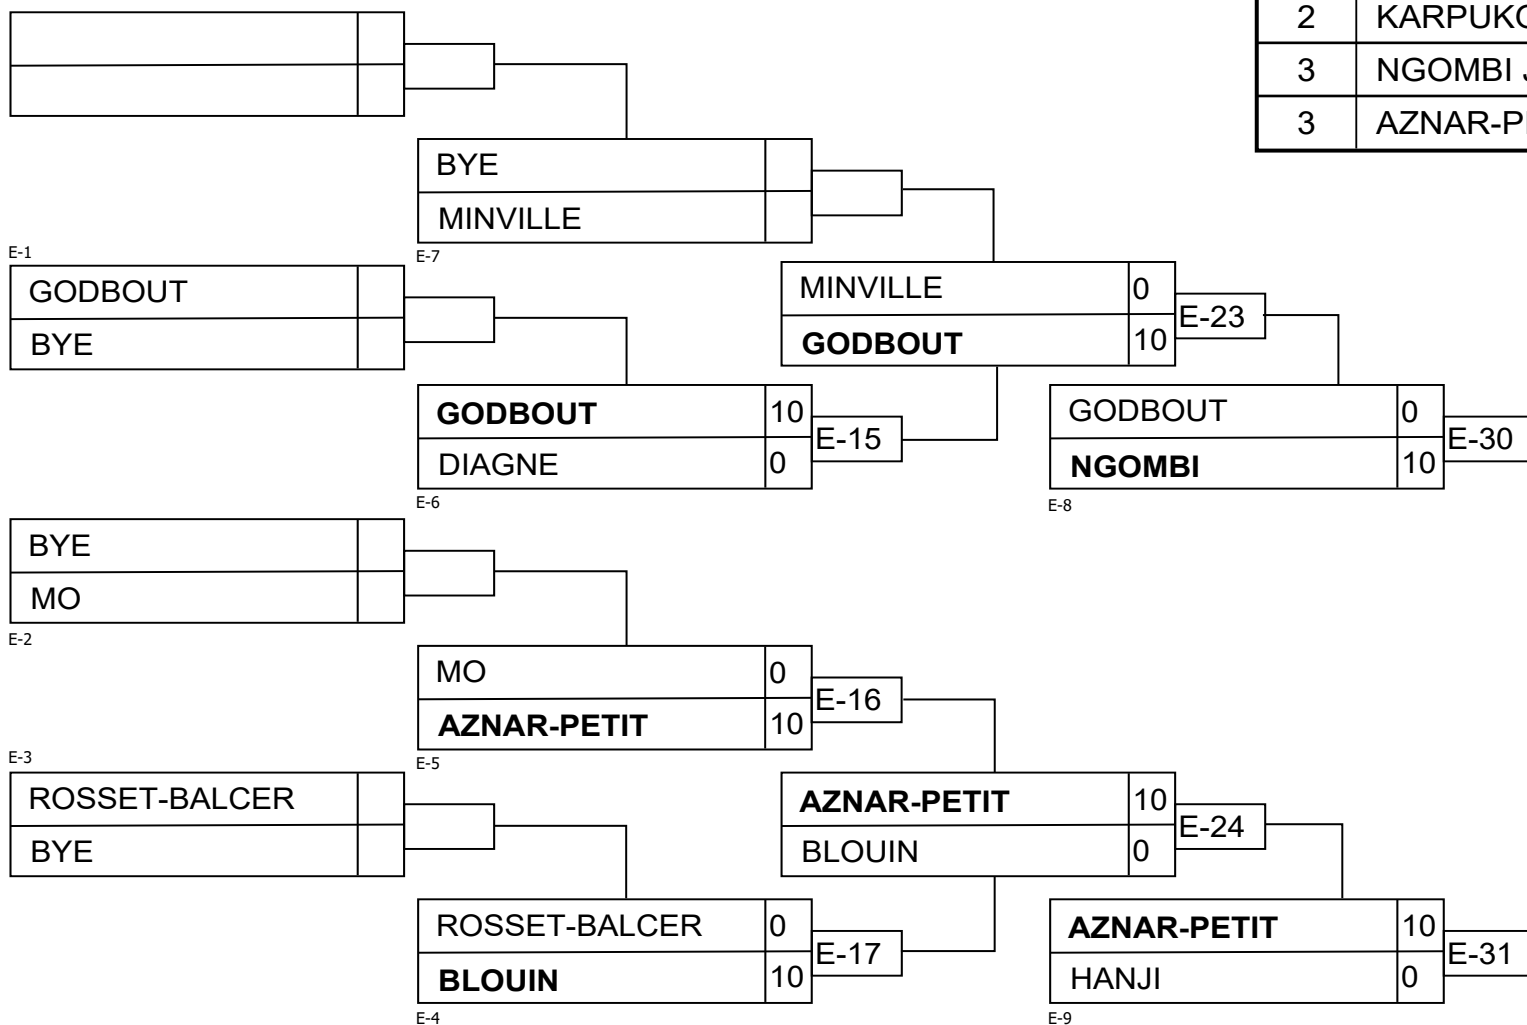 2 KARPUKO
3 NGOMBI
3 AZNAR-P
BYE
MINVILLE
E-1
E-7
GODBOUT
BYE
MINVILLE 0
GODBOUT 10
E-23
GODBOUT 10
DIAGNE 0
E-15
GODBOUT 0
NGOMBI 10
E-30
E-6
E-8
BYE
MO
E-2
MO 0
AZNAR-PETIT 10
E-16
E-3
E-5
ROSSET-BALCER
BYE
AZNAR-PETIT 10
BLOUIN 0
E-24
ROSSET-BALCER 0
BLOUIN 10
E-17
AZNAR-PETIT 10
HANJI 0
E-31
E-4
E-9